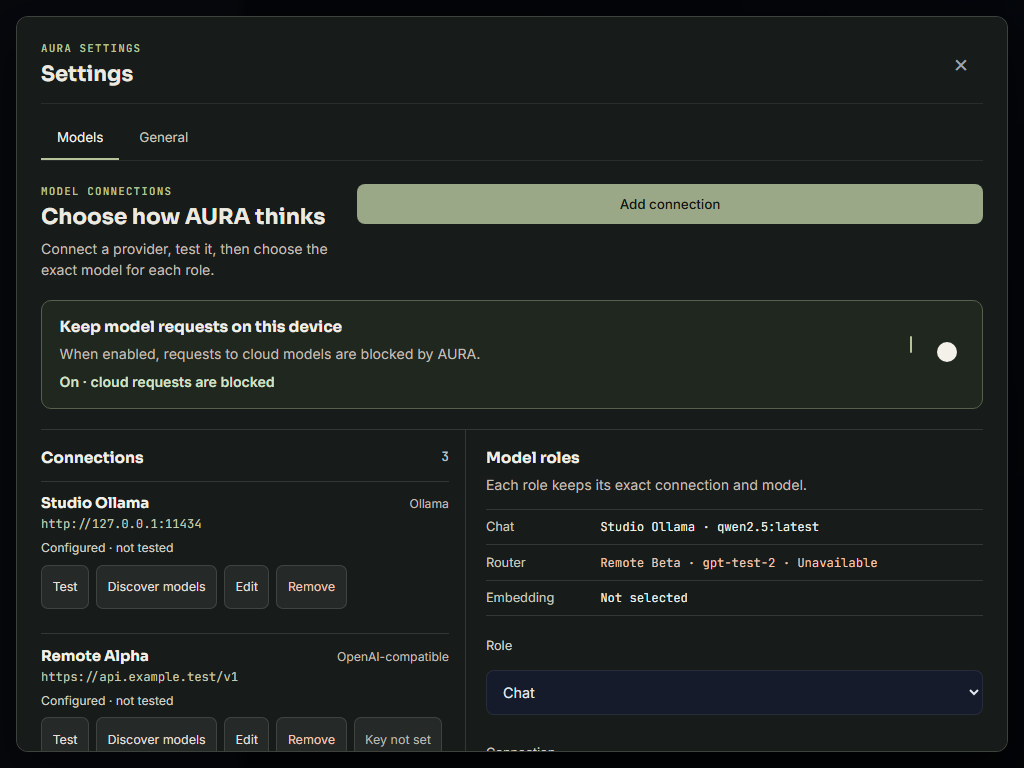 AURA SETTINGS
Settings
✕
Models
General
MODEL CONNECTIONS
Choose how AURA thinks
Connect a provider, test it, then choose the
exact model for each role.
Add connection
Keep model requests on this device
When enabled, requests to cloud models are blocked by AURA.
On · cloud requests are blocked
Connections
3
Studio Ollama
Ollama
http://127.0.0.1:11434
Configured · not tested
Test
Discover models
Edit
Remove
Remote Alpha
OpenAI-compatible
https://api.example.test/v1
Configured · not tested
Test
Discover models
Edit
Remove
Key not set
Model roles
Each role keeps its exact connection and model.
Chat
Studio Ollama · qwen2.5:latest
Router
Remote Beta · gpt-test-2 · Unavailable
Embedding
Not selected
Role
Chat
Connection